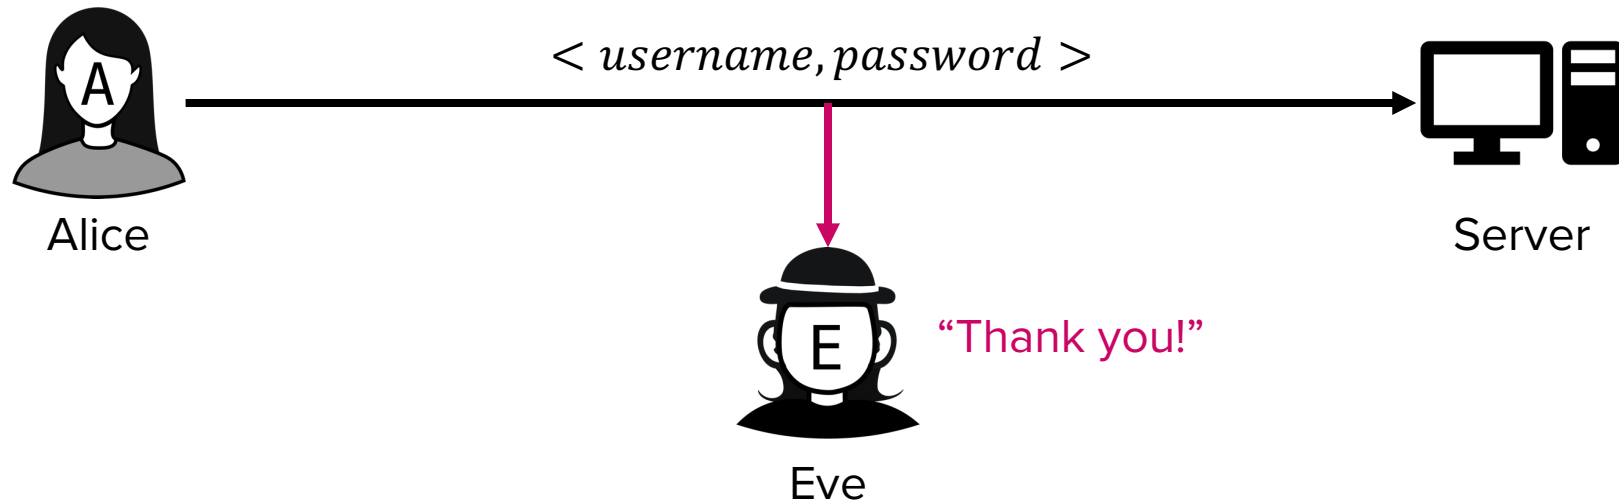 < username, password >
A
Alice
Server
E
“Thank you!”
Eve